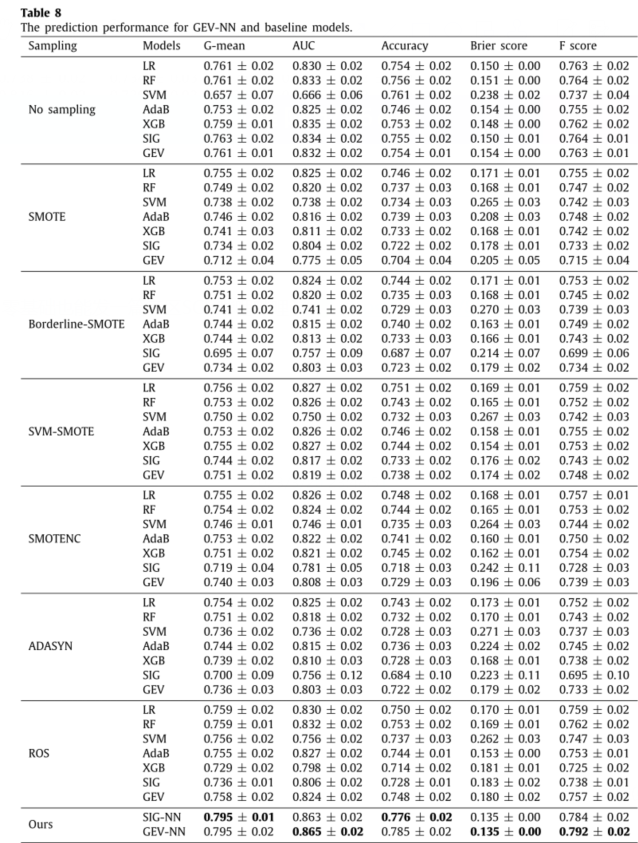 Table 8
The prediction performance for GEV-NN and baseline models.
Sampling Models G-mean AUC Accuracy Brier score F score
LR 0.761 ± 0.02 0.830 ± 0.02 0.754 ± 0.02 0.150 ± 0.00 0.763 ± 0.02
RF 0.761 ± 0.02 0.833 ± 0.02 0.756 ± 0.02 0.151 ± 0.00 0.764 ± 0.02
SVM 0.657 ± 0.07 0.666 ± 0.06 0.761 ± 0.02 0.238 ± 0.02 0.737 ± 0.04
No sampling AdaB 0.753 ± 0.02 0.825 ± 0.02 0.746 ± 0.02 0.154 ± 0.00 0.755 ± 0.02
XGB 0.759 ± 0.01 0.835 ± 0.02 0.753 ± 0.02 0.148 ± 0.00 0.762 ± 0.02
SIG 0.763 ± 0.02 0.834 ± 0.02 0.755 ± 0.02 0.150 ± 0.01 0.764 ± 0.01
GEV 0.761 ± 0.01 0.832 ± 0.02 0.754 ± 0.01 0.154 ± 0.00 0.763 ± 0.01
LR 0.755 ± 0.02 0.825 ± 0.02 0.746 ± 0.02 0.171 ± 0.01 0.755 ± 0.02
RF 0.749 ± 0.02 0.820 ± 0.02 0.737 ± 0.03 0.168 ± 0.01 0.747 ± 0.02
SVM 0.738 ± 0.02 0.738 ± 0.02 0.734 ± 0.03 0.265 ± 0.03 0.742 ± 0.03
SMOTE AdaB 0.746 ± 0.02 0.816 ± 0.02 0.739 ± 0.03 0.208 ± 0.03 0.748 ± 0.02
XGB 0.741 ± 0.03 0.811 ± 0.02 0.733 ± 0.02 0.168 ± 0.01 0.742 ± 0.02
SIG 0.734 ± 0.02 0.804 ± 0.02 0.722 ± 0.02 0.178 ± 0.01 0.733 ± 0.02
GEV 0.712 ± 0.04 0.775 ± 0.05 0.704 ± 0.04 0.205 ± 0.05 0.715 ± 0.04
LR 0.753 ± 0.02 0.824 ± 0.02 0.744 ± 0.02 0.171 ± 0.01 0.753 ± 0.02
RF 0.751 ± 0.02 0.820 ± 0.02 0.735 ± 0.03 0.168 ± 0.01 0.745 ± 0.02
SVM 0.741 ± 0.02 0.741 ± 0.02 0.729 ± 0.03 0.270 ± 0.03 0.739 ± 0.03
Borderline-SMOTE AdaB 0.744 ± 0.02 0.815 ± 0.02 0.740 ± 0.02 0.163 ± 0.01 0.749 ± 0.02
XGB 0.744 ± 0.02 0.813 ± 0.02 0.733 ± 0.03 0.166 ± 0.01 0.743 ± 0.02
SIG 0.695 ± 0.07 0.757 ± 0.09 0.687 ± 0.07 0.214 ± 0.07 0.699 ± 0.06
GEV 0.734 ± 0.02 0.803 ± 0.03 0.723 ± 0.02 0.179 ± 0.02 0.734 ± 0.02
LR 0.756 ± 0.02 0.827 ± 0.02 0.751 ± 0.02 0.169 ± 0.01 0.759 ± 0.02
RF 0.753 ± 0.02 0.826 ± 0.02 0.743 ± 0.02 0.165 ± 0.01 0.752 ± 0.02
SVM 0.750 ± 0.02 0.750 ± 0.02 0.732 ± 0.03 0.267 ± 0.03 0.742 ± 0.03
SVM-SMOTE AdaB 0.753 ± 0.02 0.826 ± 0.02 0.746 ± 0.02 0.158 ± 0.01 0.755 ± 0.02
XGB 0.755 ± 0.02 0.827 ± 0.02 0.744 ± 0.02 0.154 ± 0.01 0.753 ± 0.02
SIG 0.744 ± 0.02 0.817 ± 0.02 0.733 ± 0.02 0.176 ± 0.02 0.743 ± 0.02
GEV 0.751 ± 0.02 0.819 ± 0.02 0.738 ± 0.02 0.174 ± 0.02 0.748 ± 0.02
LR 0.755 ± 0.02 0.826 ± 0.02 0.748 ± 0.02 0.168 ± 0.01 0.757 ± 0.01
RF 0.754 ± 0.02 0.824 ± 0.02 0.744 ± 0.02 0.165 ± 0.01 0.753 ± 0.02
SVM 0.746 ± 0.01 0.746 ± 0.01 0.735 ± 0.03 0.264 ± 0.03 0.744 ± 0.02
SMOTENC AdaB 0.753 ± 0.02 0.822 ± 0.02 0.741 ± 0.02 0.160 ± 0.01 0.750 ± 0.02
XGB 0.751 ± 0.02 0.821 ± 0.02 0.745 ± 0.02 0.162 ± 0.01 0.754 ± 0.02
SIG 0.719 ± 0.04 0.781 ± 0.05 0.718 ± 0.03 0.242 ± 0.11 0.728 ± 0.03
GEV 0.740 ± 0.03 0.808 ± 0.03 0.729 ± 0.03 0.196 ± 0.06 0.739 ± 0.03
LR 0.754 ± 0.02 0.825 ± 0.02 0.743 ± 0.02 0.173 ± 0.01 0.752 ± 0.02
RF 0.751 ± 0.02 0.818 ± 0.02 0.732 ± 0.02 0.170 ± 0.01 0.743 ± 0.02
SVM 0.736 ± 0.02 0.736 ± 0.02 0.728 ± 0.03 0.271 ± 0.03 0.737 ± 0.03
ADASYN AdaB 0.744 ± 0.02 0.815 ± 0.02 0.736 ± 0.03 0.224 ± 0.02 0.745 ± 0.02
XGB 0.739 ± 0.02 0.810 ± 0.03 0.728 ± 0.03 0.168 ± 0.01 0.738 ± 0.02
SIG 0.700 ± 0.09 0.756 ± 0.12 0.684 ± 0.10 0.223 ± 0.11 0.695 ± 0.10
GEV 0.736 ± 0.03 0.803 ± 0.03 0.722 ± 0.02 0.179 ± 0.02 0.733 ± 0.02
LR 0.759 ± 0.02 0.830 ± 0.02 0.750 ± 0.02 0.170 ± 0.01 0.759 ± 0.02
RF 0.759 ± 0.01 0.832 ± 0.02 0.753 ± 0.02 0.169 ± 0.01 0.762 ± 0.02
SVM 0.756 ± 0.02 0.756 ± 0.02 0.737 ± 0.03 0.262 ± 0.03 0.747 ± 0.03
ROS AdaB 0.755 ± 0.02 0.827 ± 0.02 0.744 ± 0.01 0.153 ± 0.00 0.753 ± 0.01
XGB 0.729 ± 0.02 0.798 ± 0.02 0.714 ± 0.02 0.181 ± 0.01 0.725 ± 0.02
SIG 0.736 ± 0.01 0.806 ± 0.02 0.728 ± 0.01 0.183 ± 0.02 0.738 ± 0.01
GEV 0.758 ± 0.02 0.824 ± 0.02 0.748 ± 0.02 0.180 ± 0.02 0.757 ± 0.02
Ours SIG-NN 0.795 ± 0.01 0.863 ± 0.02 0.776 ± 0.02 0.135 ± 0.00 0.784 ± 0.02
GEV-NN 0.795 ± 0.02 0.865 ± 0.02 0.785 ± 0.02 0.135 ± 0.00 0.792 ± 0.02